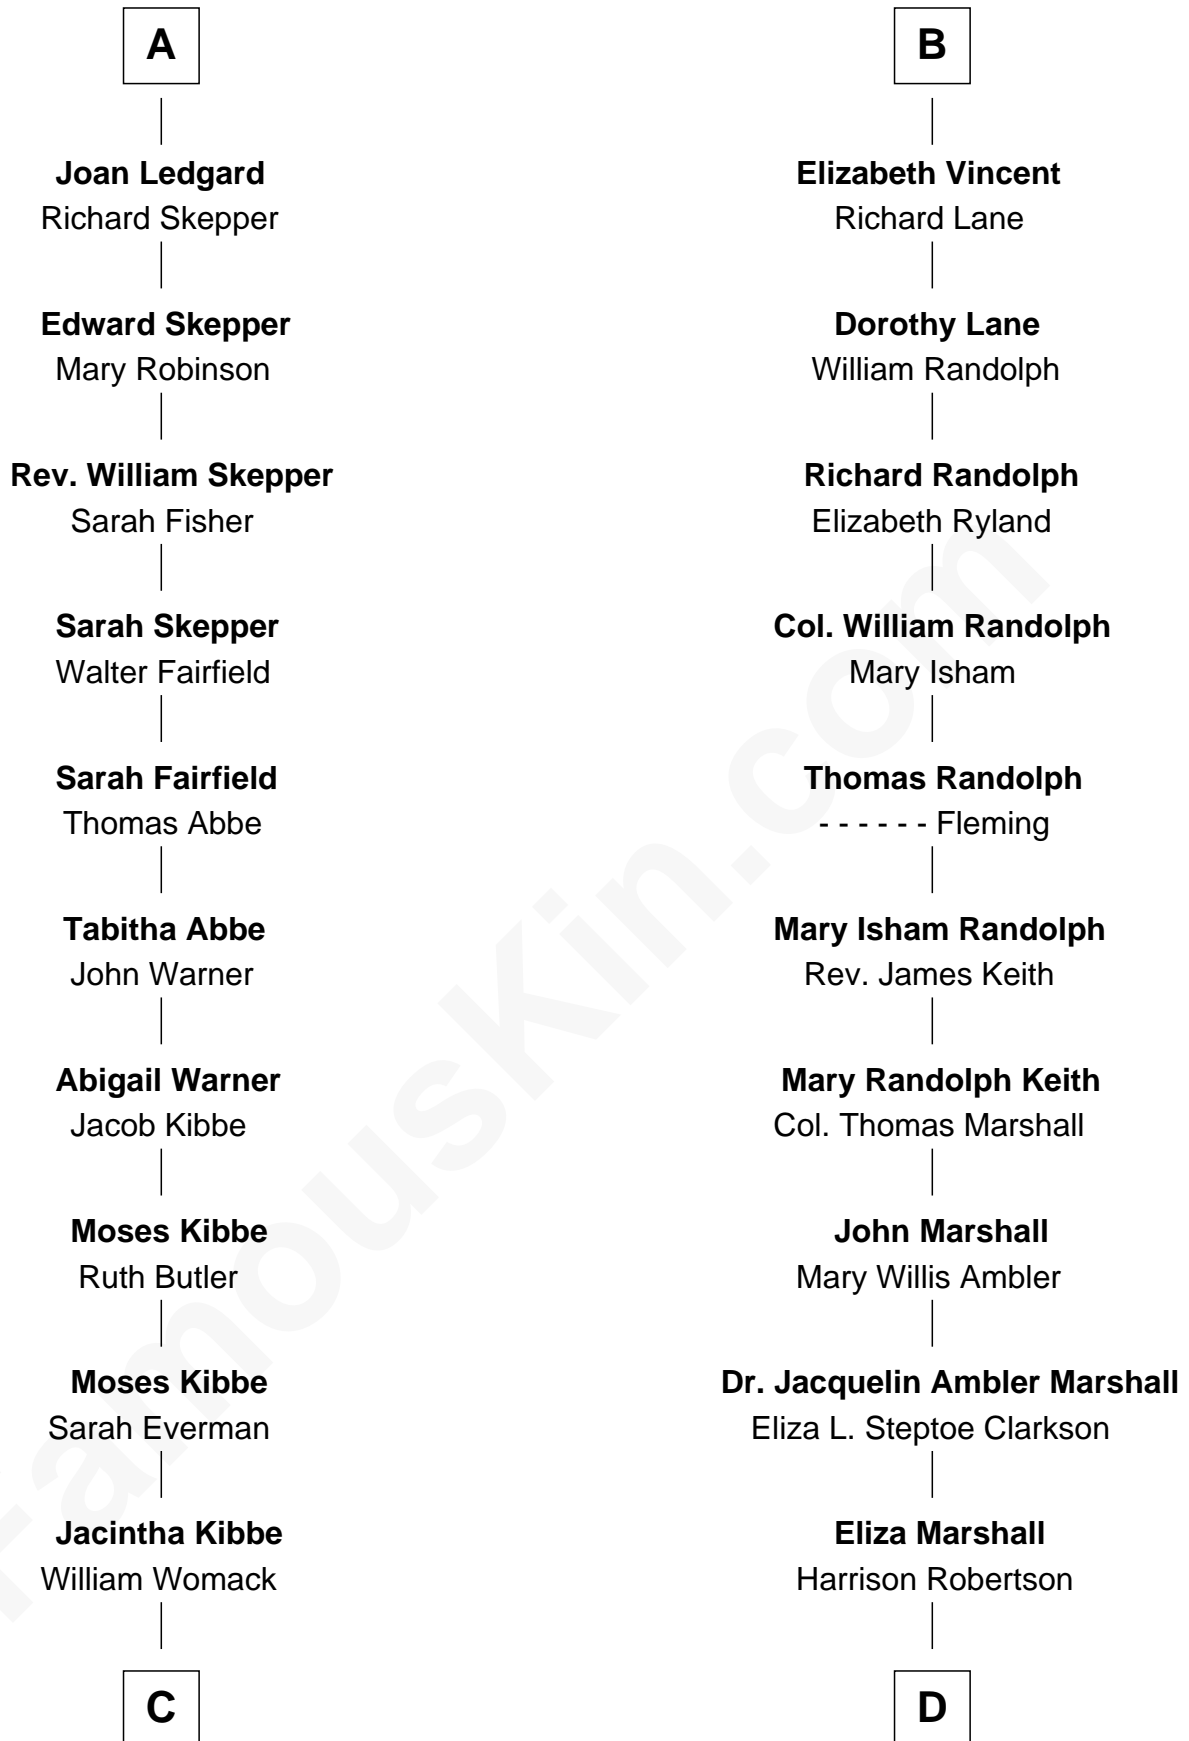 A
Joan Ledgard
Richard Skepper
Edward Skepper
Mary Robinson
Rev. William Skepper
Sarah Fisher
Sarah Skepper
Walter Fairfield
Sarah Fairfield
Thomas Abbe
Tabitha Abbe
John Warner
Abigail Warner
Jacob Kibbe
Moses Kibbe
Ruth Butler
Moses Kibbe
Sarah Everman
Jacintha Kibbe
William Womack
C
B
Elizabeth Vincent
Richard Lane
Dorothy Lane
William Randolph
Richard Randolph
Elizabeth Ryland
Col. William Randolph
Mary Isham
Thomas Randolph
- - - - - - Fleming
Mary Isham Randolph
Rev. James Keith
Mary Randolph Keith
Col. Thomas Marshall
John Marshall
Mary Willis Ambler
Dr. Jacquelin Ambler Marshall
Eliza L. Steptoe Clarkson
Eliza Marshall
Harrison Robertson
D
FamousKin.com